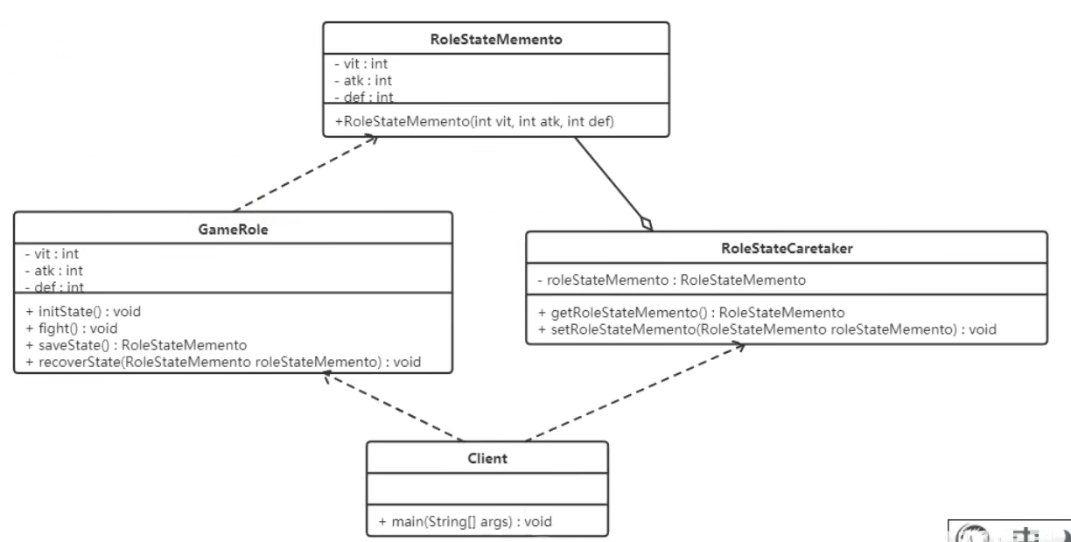 RoleStateMemento
- vit : int
- atk : int
- def : int
+RoleStateMemento(int vit, int atk, int def)
GameRole
- vit : int
- atk : int
- def : int
+ initState() : void
+ fight() : void
+ saveState() : RoleStateMemento
+ recoverState(RoleStateMemento roleStateMemento) : void
RoleStateCaretaker
- roleStateMemento : RoleStateMemento
+ getRoleStateMemento() : RoleStateMemento
+ setRoleStateMemento(RoleStateMemento roleStateMemento) : void
Client
+ main(String[] args) : void